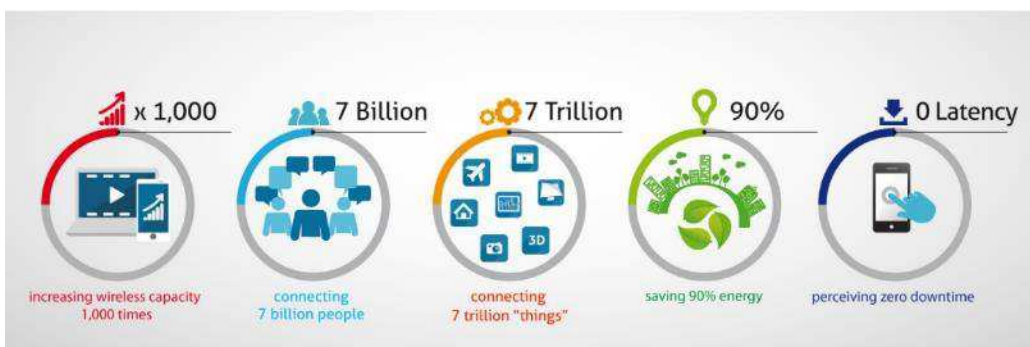 x 1,000
7 Billion
7 Trillion
90%
0 Latency
3D
increasing wireless capacity
1,000 times
connecting
7 billion people
connecting
7 trillion "things"
saving 90% energy
perceiving zero downtime